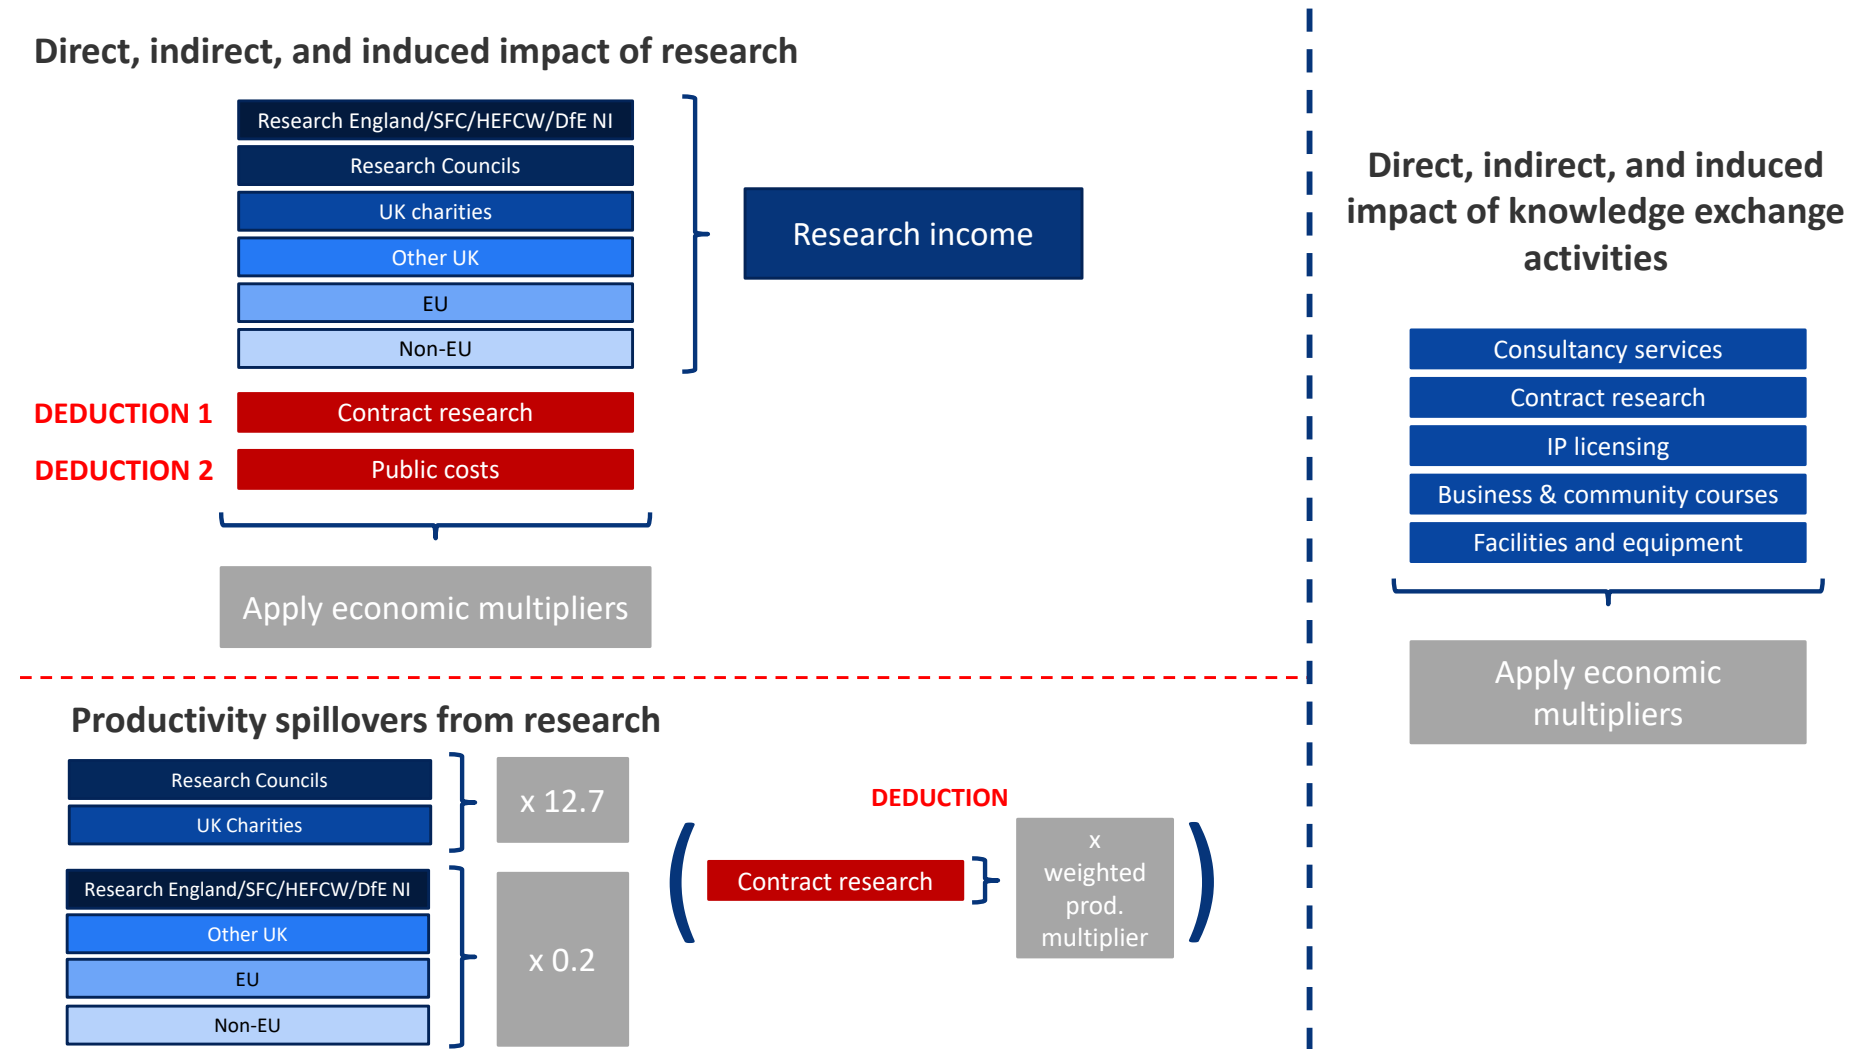 Direct, indirect, and induced impact of research
Research England/SFC/HEFCW/DfE NI
Research Councils
UK charities
Other UK
EU
Non-EU
Research income
DEDUCTION 1
Contract research
DEDUCTION 2
Public costs
Apply economic multipliers
Productivity spillovers from research
Research Councils
UK Charities
x 12.7
Research England/SFC/HEFCW/DfE NI
Other UK
EU
Non-EU
x 0.2
DEDUCTION
(
Contract research
x
weighted
prod.
multiplier
)
Direct, indirect, and induced
impact of knowledge exchange
activities
Consultancy services
Contract research
IP licensing
Business & community courses
Facilities and equipment
Apply economic
multipliers